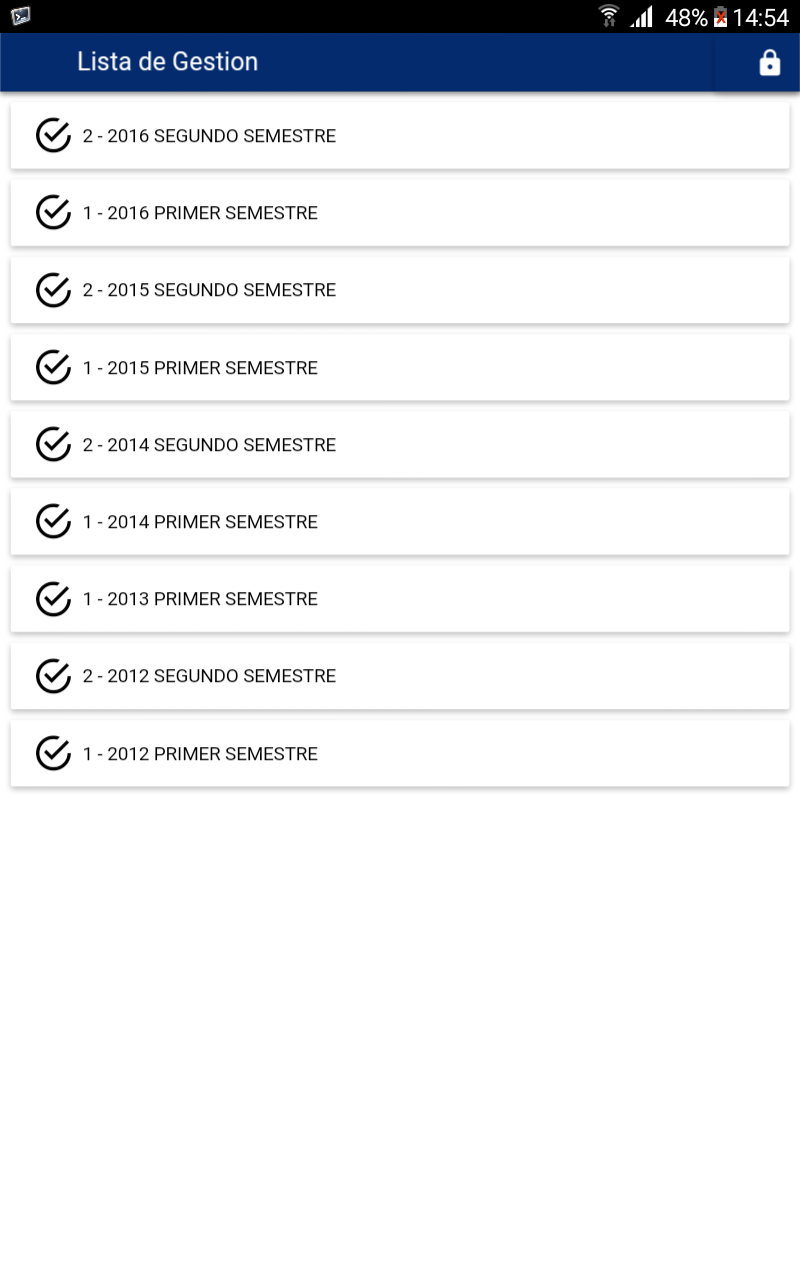 48% 14:54
Lista de Gestion
2 - 2016 SEGUNDO SEMESTRE
1 - 2016 PRIMER SEMESTRE
2 - 2015 SEGUNDO SEMESTRE
1 - 2015 PRIMER SEMESTRE
2 - 2014 SEGUNDO SEMESTRE
1 - 2014 PRIMER SEMESTRE
1 - 2013 PRIMER SEMESTRE
2 - 2012 SEGUNDO SEMESTRE
1 - 2012 PRIMER SEMESTRE